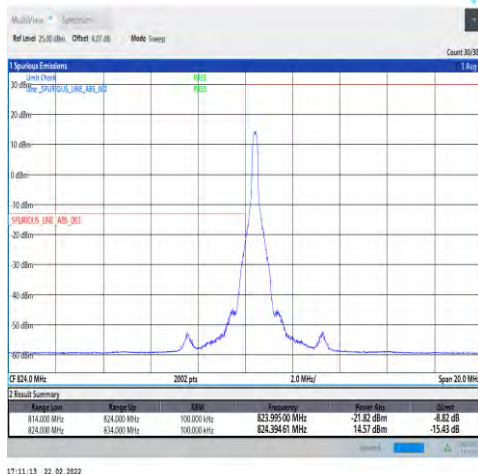 MultiView Spectrum
Ref Level 25.00 dBm Offset 4.07 dB Mode Sweep
Count 30/30
1 Spurious Emissions 1 Avg
Limit Check PASS
Line _SPURIOUS_LINE_ABS_002 PASS
30 dBm
20 dBm
10 dBm
0 dBm
-10 dBm
_SPURIOUS_LINE_ABS_002
-20 dBm
-30 dBm
-40 dBm
-50 dBm
-60 dBm
CF 824.0 MHz 2002 pts 2.0 MHz/ Span 20.0 MHz
2 Result Summary
Range Low Range Up RBW Frequency Power Abs ΔLimit
814.000 MHz 824.000 MHz 100.000 kHz 823.99500 MHz -21.82 dBm -8.82 dB
824.000 MHz 834.000 MHz 100.000 kHz 824.39461 MHz 14.57 dBm -15.43 dB
17:11:13 22.02.2022